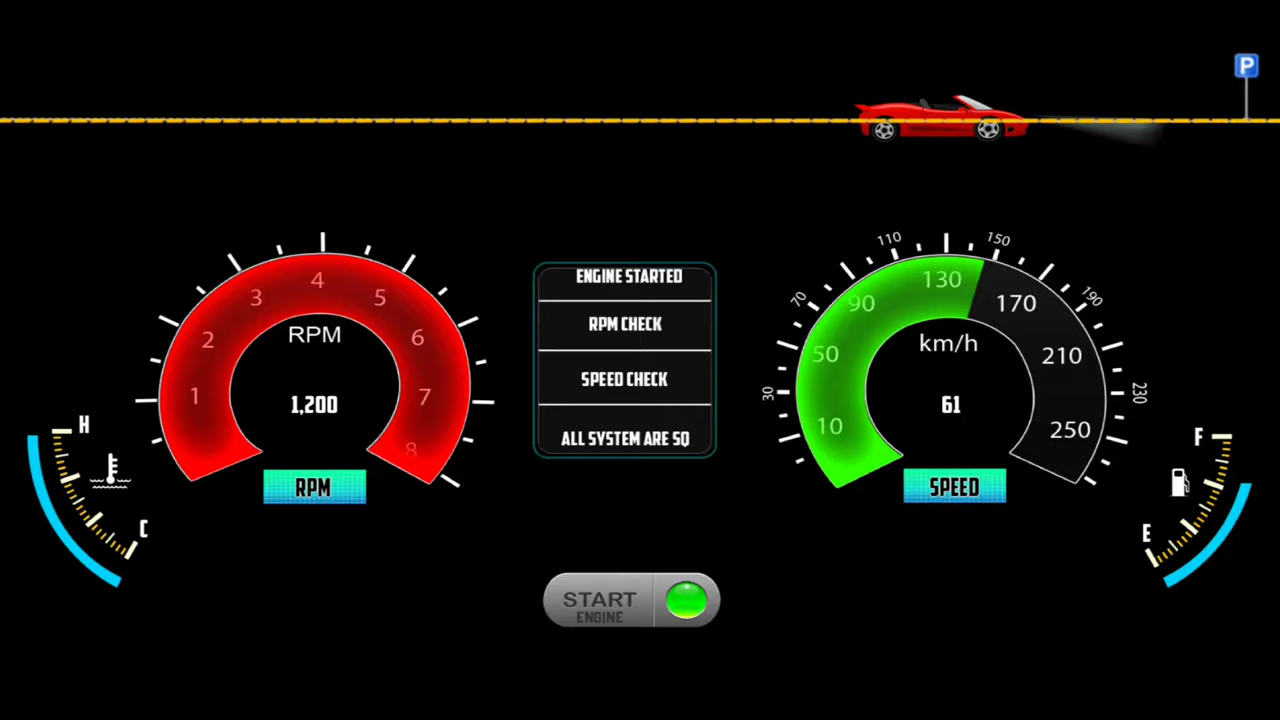 P
110
150
4
130
3
5
70
90
170
190
2
RPM
6
km/h
50
210
ENGINE STARTED
RPM CHECK
SPEED CHECK
ALL SYSTEM ARE SQ
1
1,200
7
30
61
230
10
250
8
H
C
RPM
SPEED
F
E
START
ENGINE